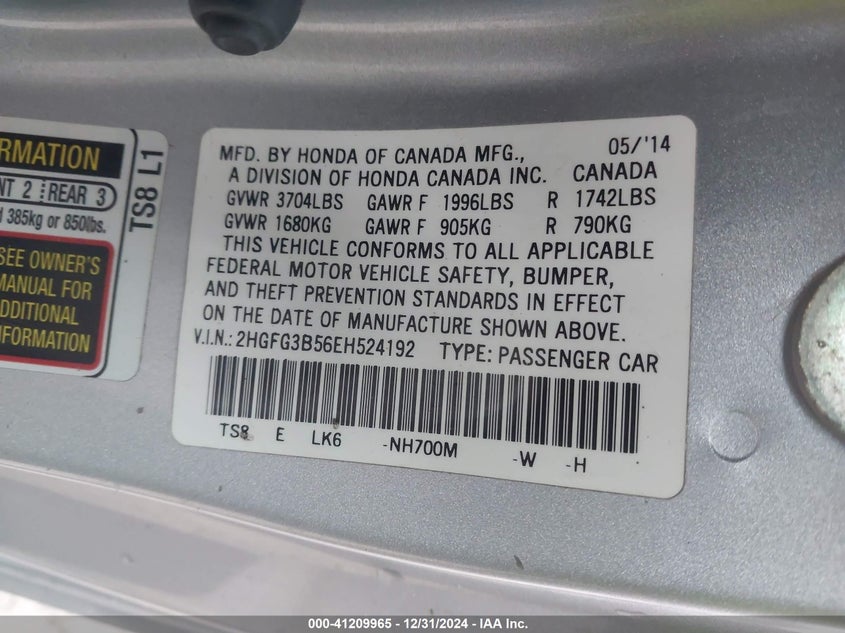 RMATION
NT 2 REAR 3
385kg or 850lbs.
SEE OWNER'S
MANUAL FOR
ADDITIONAL
INFORMATION
TS8 L1
MFD. BY HONDA OF CANADA MFG., 05/'14
A DIVISION OF HONDA CANADA INC. CANADA
GVWR 3704LBS GAWR F 1996LBS R 1742LBS
GVWR 1680KG GAWR F 905KG R 790KG
THIS VEHICLE CONFORMS TO ALL APPLICABLE
FEDERAL MOTOR VEHICLE SAFETY, BUMPER,
AND THEFT PREVENTION STANDARDS IN EFFECT
ON THE DATE OF MANUFACTURE SHOWN ABOVE.
V.I.N.: 2HGFG3B56EH524192 TYPE: PASSENGER CAR
TS8 E LK6 -NH700M -W -H
000-41209965 - 12/31/2024 - IAA Inc.